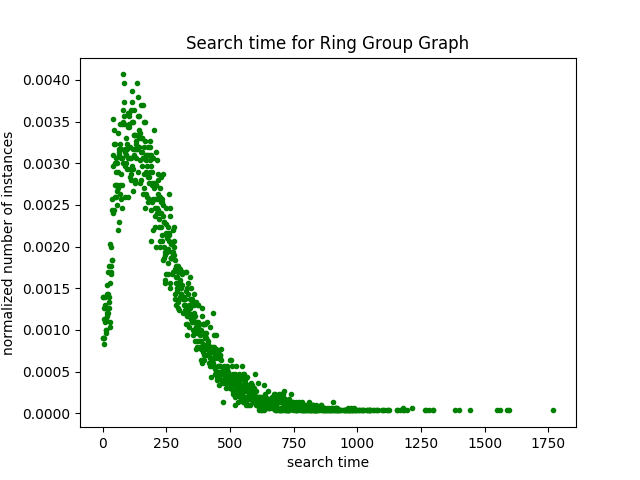 Search time for Ring Group Graph
normalized number of instances
0.0040
0.0035
0.0030
0.0025
0.0020
0.0015
0.0010
0.0005
0.0000
0 250 500 750 1000 1250 1500 1750
search time